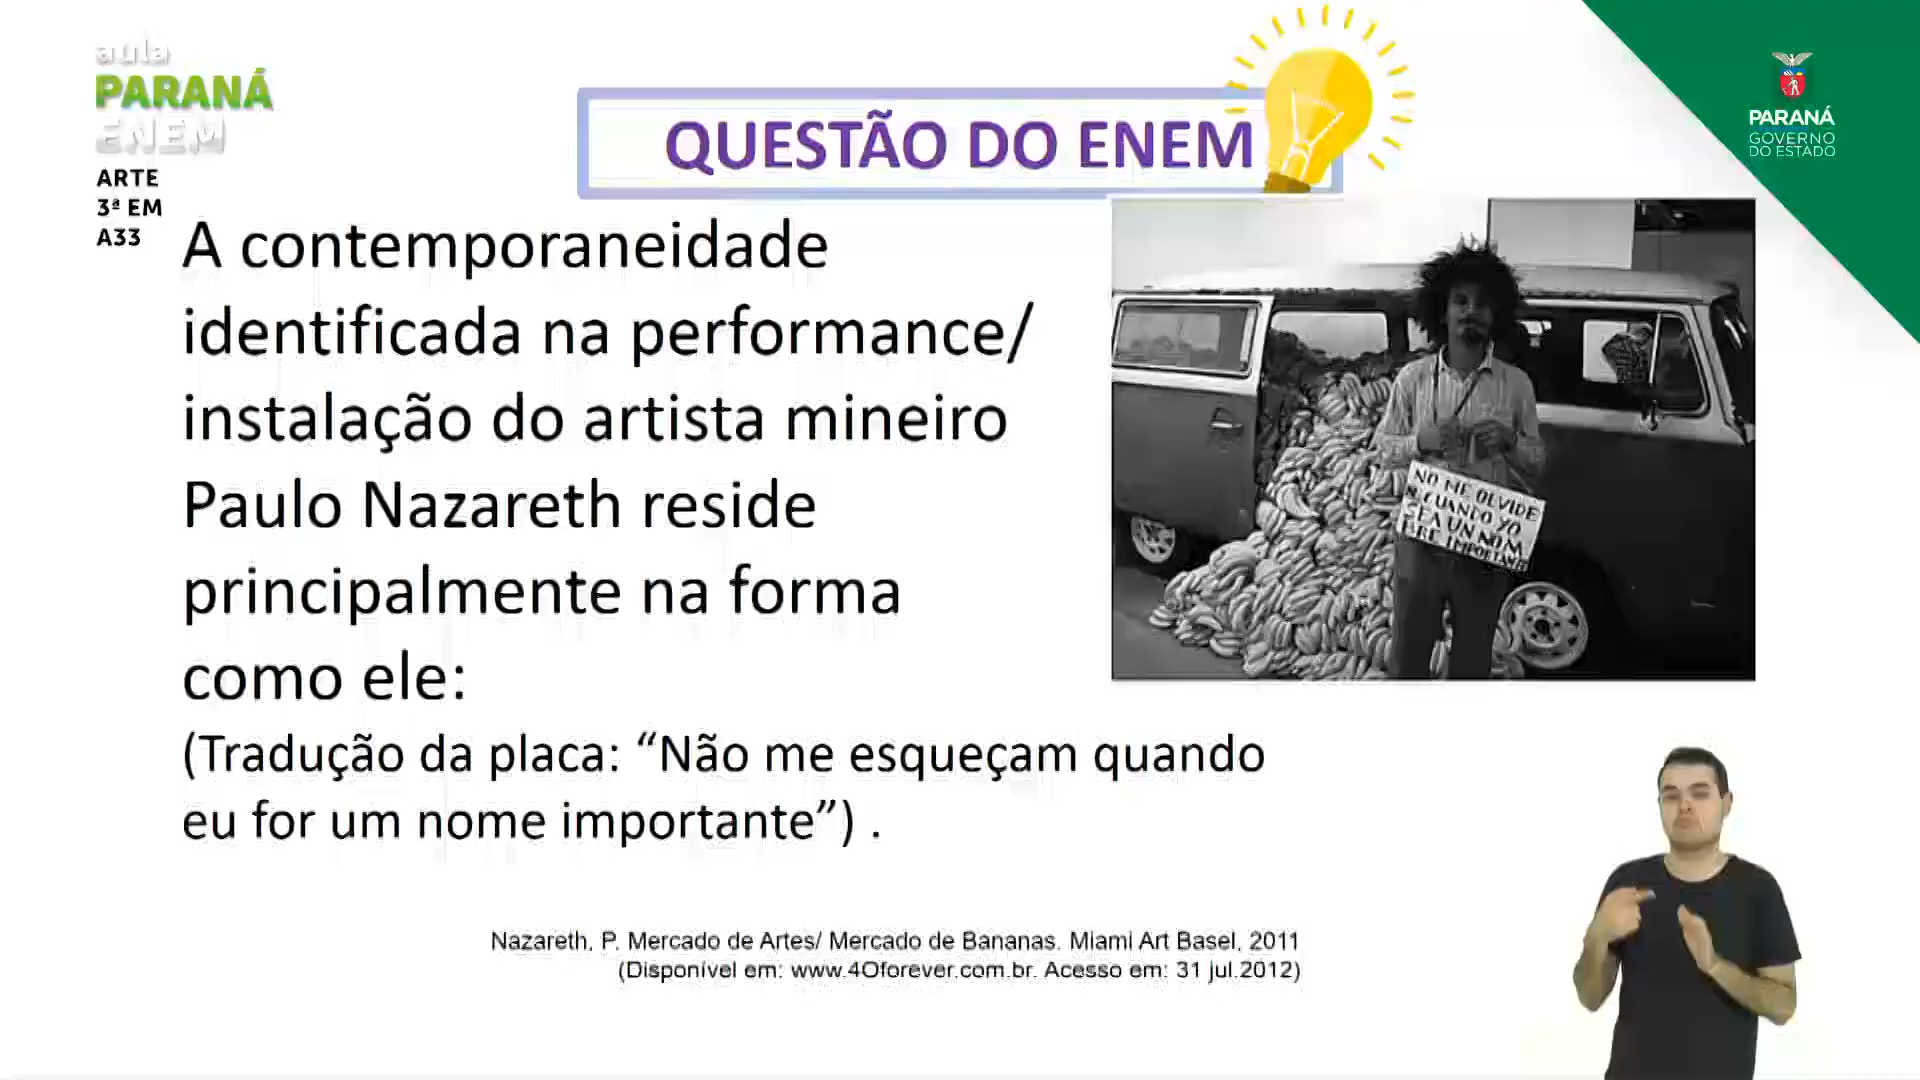 aula
PARANÁ
ENEM
ARTE
3ª EM
A33
QUESTÃO DO ENEM
PARANÁ
GOVERNO
DO ESTADO
A contemporaneidade
identificada na performance/
instalação do artista mineiro
Paulo Nazareth reside
principalmente na forma
como ele:
(Tradução da placa: “Não me esqueçam quando
eu for um nome importante”) .
NO ME OLVIDE
CUANDO YO
SEA UN NOM
BRE IMPORTANTE
Nazareth, P. Mercado de Artes/ Mercado de Bananas. Miami Art Basel, 2011
(Disponível em: www.4Oforever.com.br. Acesso em: 31 jul.2012)